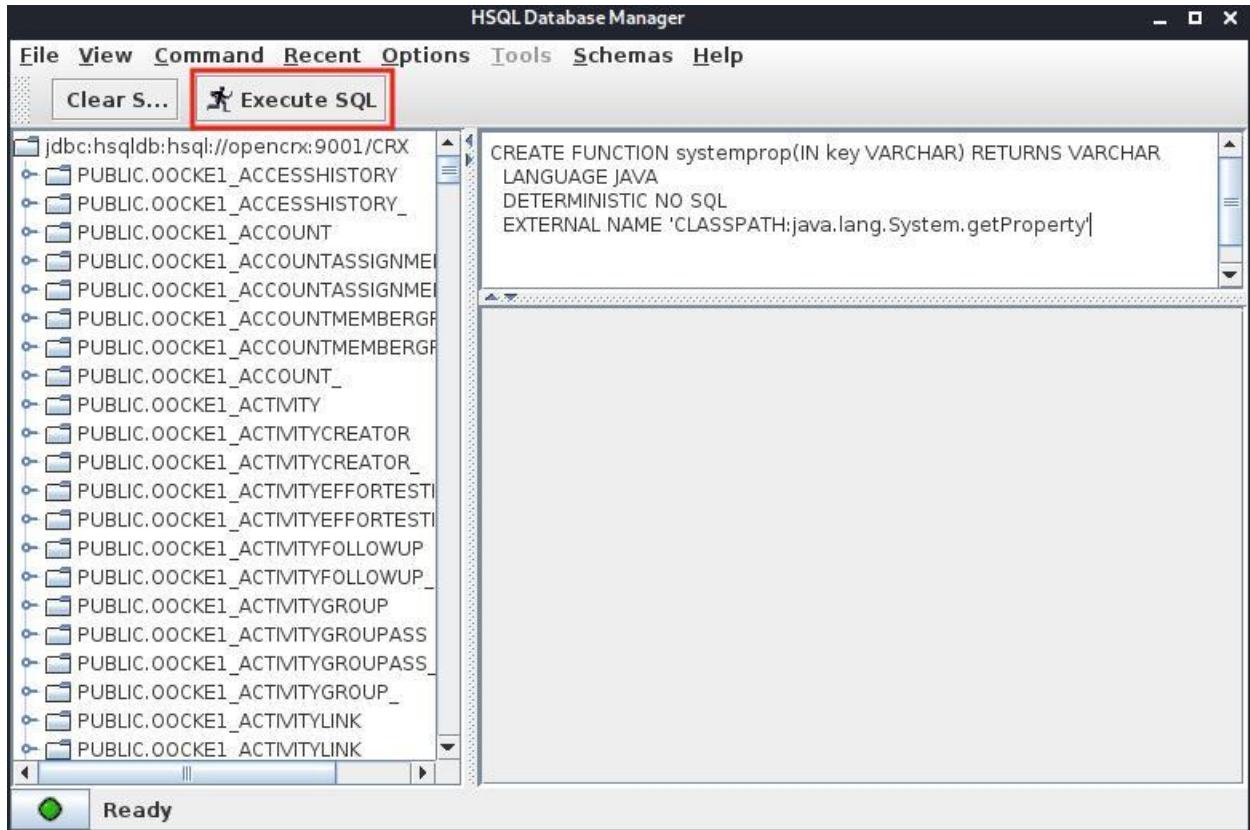 HSQL Database Manager
File View Command Recent Options Tools Schemas Help
Clear S... Execute SQL
jdbc:hsqldb:hsql://opencrx:9001/CRX
PUBLIC.OOCKE1_ACCESSHISTORY
PUBLIC.OOCKE1_ACCESSHISTORY_
PUBLIC.OOCKE1_ACCOUNT
PUBLIC.OOCKE1_ACCOUNTASSIGNME
PUBLIC.OOCKE1_ACCOUNTASSIGNME
PUBLIC.OOCKE1_ACCOUNTMEMBERGF
PUBLIC.OOCKE1_ACCOUNTMEMBERGF
PUBLIC.OOCKE1_ACCOUNT_
PUBLIC.OOCKE1_ACTIVITY
PUBLIC.OOCKE1_ACTIVITYCREATOR
PUBLIC.OOCKE1_ACTIVITYCREATOR_
PUBLIC.OOCKE1_ACTIVITYEFFORTESTI
PUBLIC.OOCKE1_ACTIVITYEFFORTESTI
PUBLIC.OOCKE1_ACTIVITYFOLLOWUP
PUBLIC.OOCKE1_ACTIVITYFOLLOWUP_
PUBLIC.OOCKE1_ACTIVITYGROUP
PUBLIC.OOCKE1_ACTIVITYGROUPASS
PUBLIC.OOCKE1_ACTIVITYGROUPASS_
PUBLIC.OOCKE1_ACTIVITYGROUP_
PUBLIC.OOCKE1_ACTIVITYLINK
PUBLIC.OOCKE1_ACTIVITYLINK
CREATE FUNCTION systemprop(IN key VARCHAR) RETURNS VARCHAR
LANGUAGE JAVA
DETERMINISTIC NO SQL
EXTERNAL NAME 'CLASSPATH:java.lang.System.getProperty'
Ready